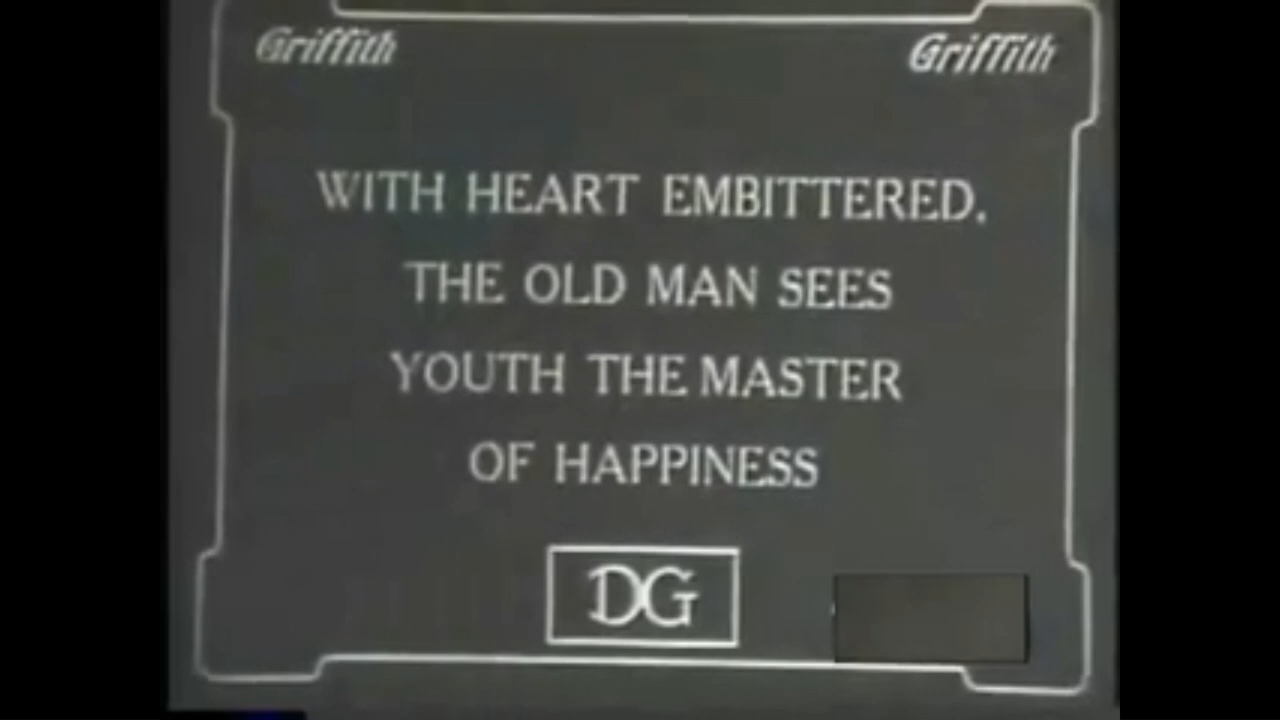 Griffith Griffith
WITH HEART EMBITTERED.
THE OLD MAN SEES
YOUTH THE MASTER
OF HAPPINESS
DG